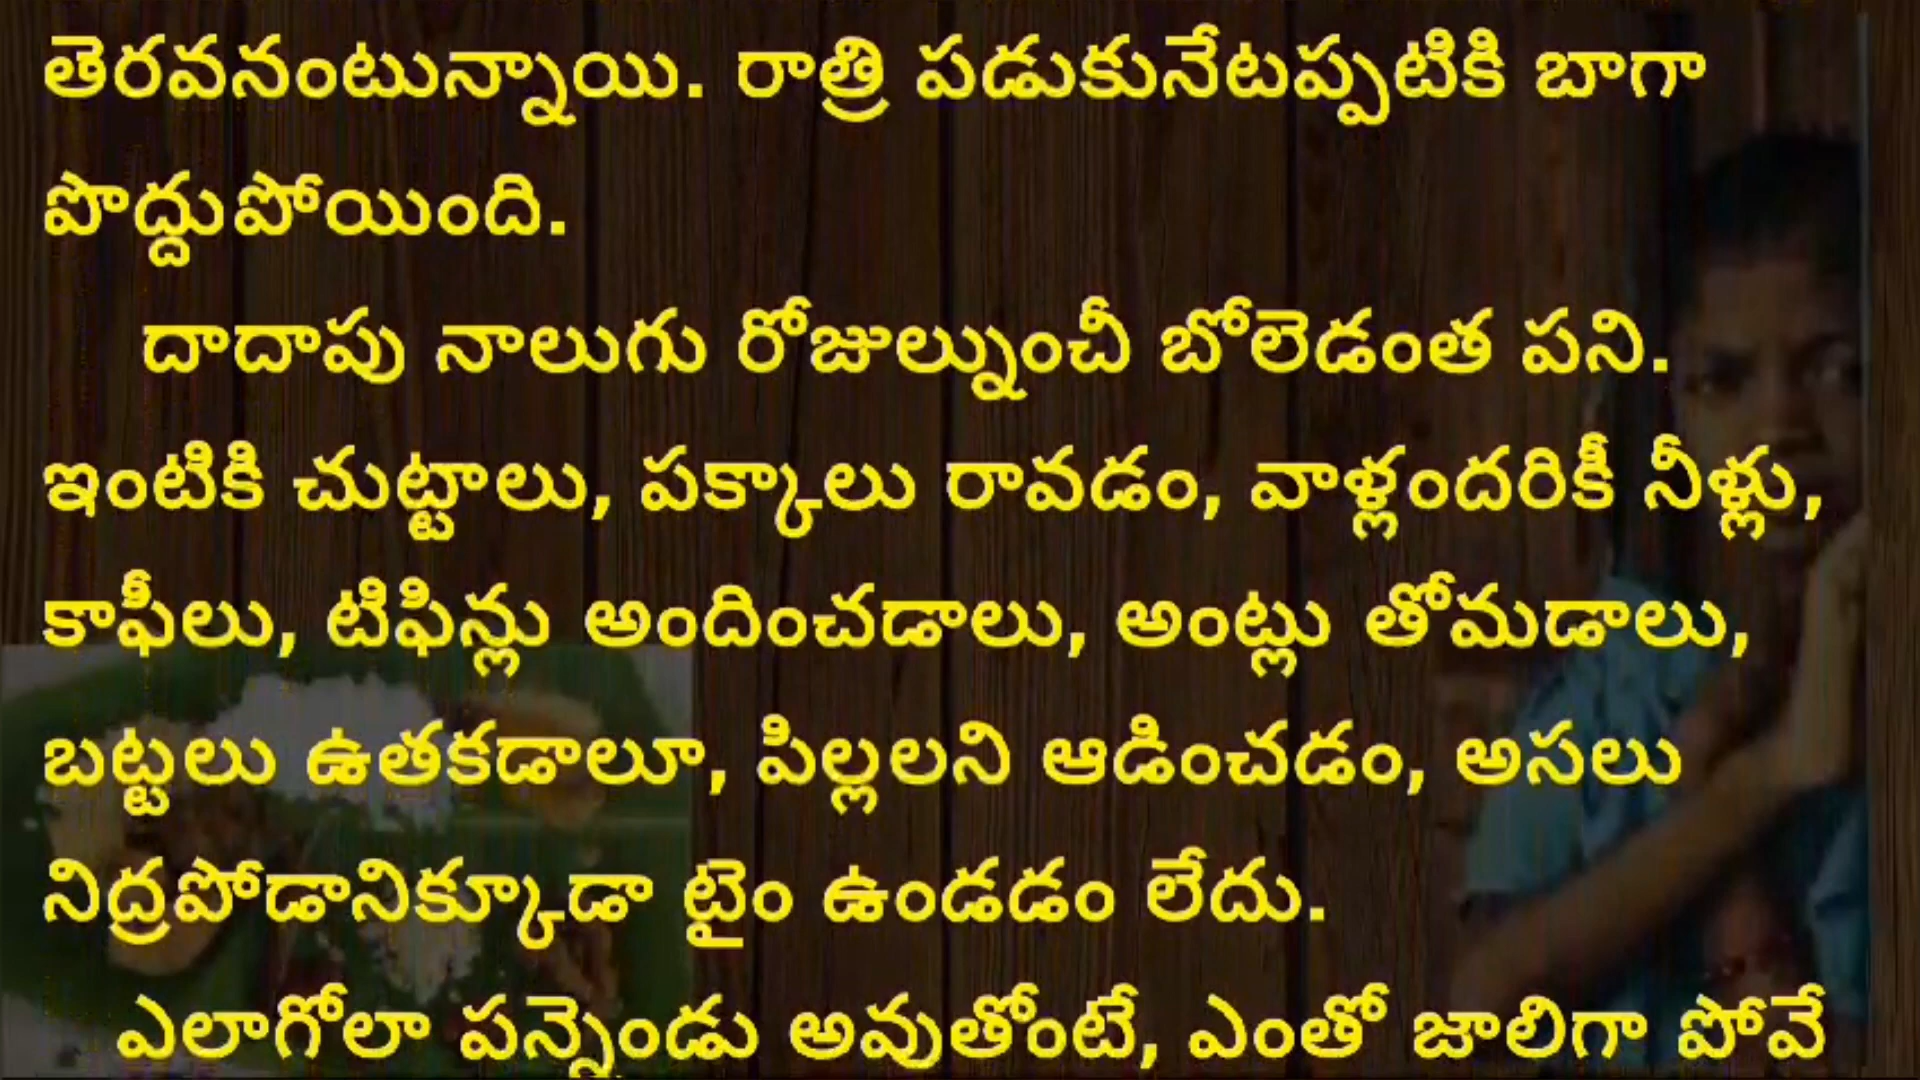 తెరవనంటున్నాయి. రాత్రి పడుకునేటప్పటికి బాగా
పొద్దుపోయింది.
దాదాపు నాలుగు రోజుల్నుంచీ బోలెడంత పని.
ఇంటికి చుట్టాలు, పక్కాలు రావడం, వాళ్లందరికీ నీళ్లు,
కాఫీలు, టిఫిన్లు అందించడాలు, అంట్లు తోమడాలు,
బట్టలు ఉతకడాలూ, పిల్లలని ఆడించడం, అసలు
నిద్రపోడానిక్కూడా టైం ఉండడం లేదు.
ఎలాగోలా పన్నెండు అవుతోంటే, ఎంతో జాలిగా పోవే